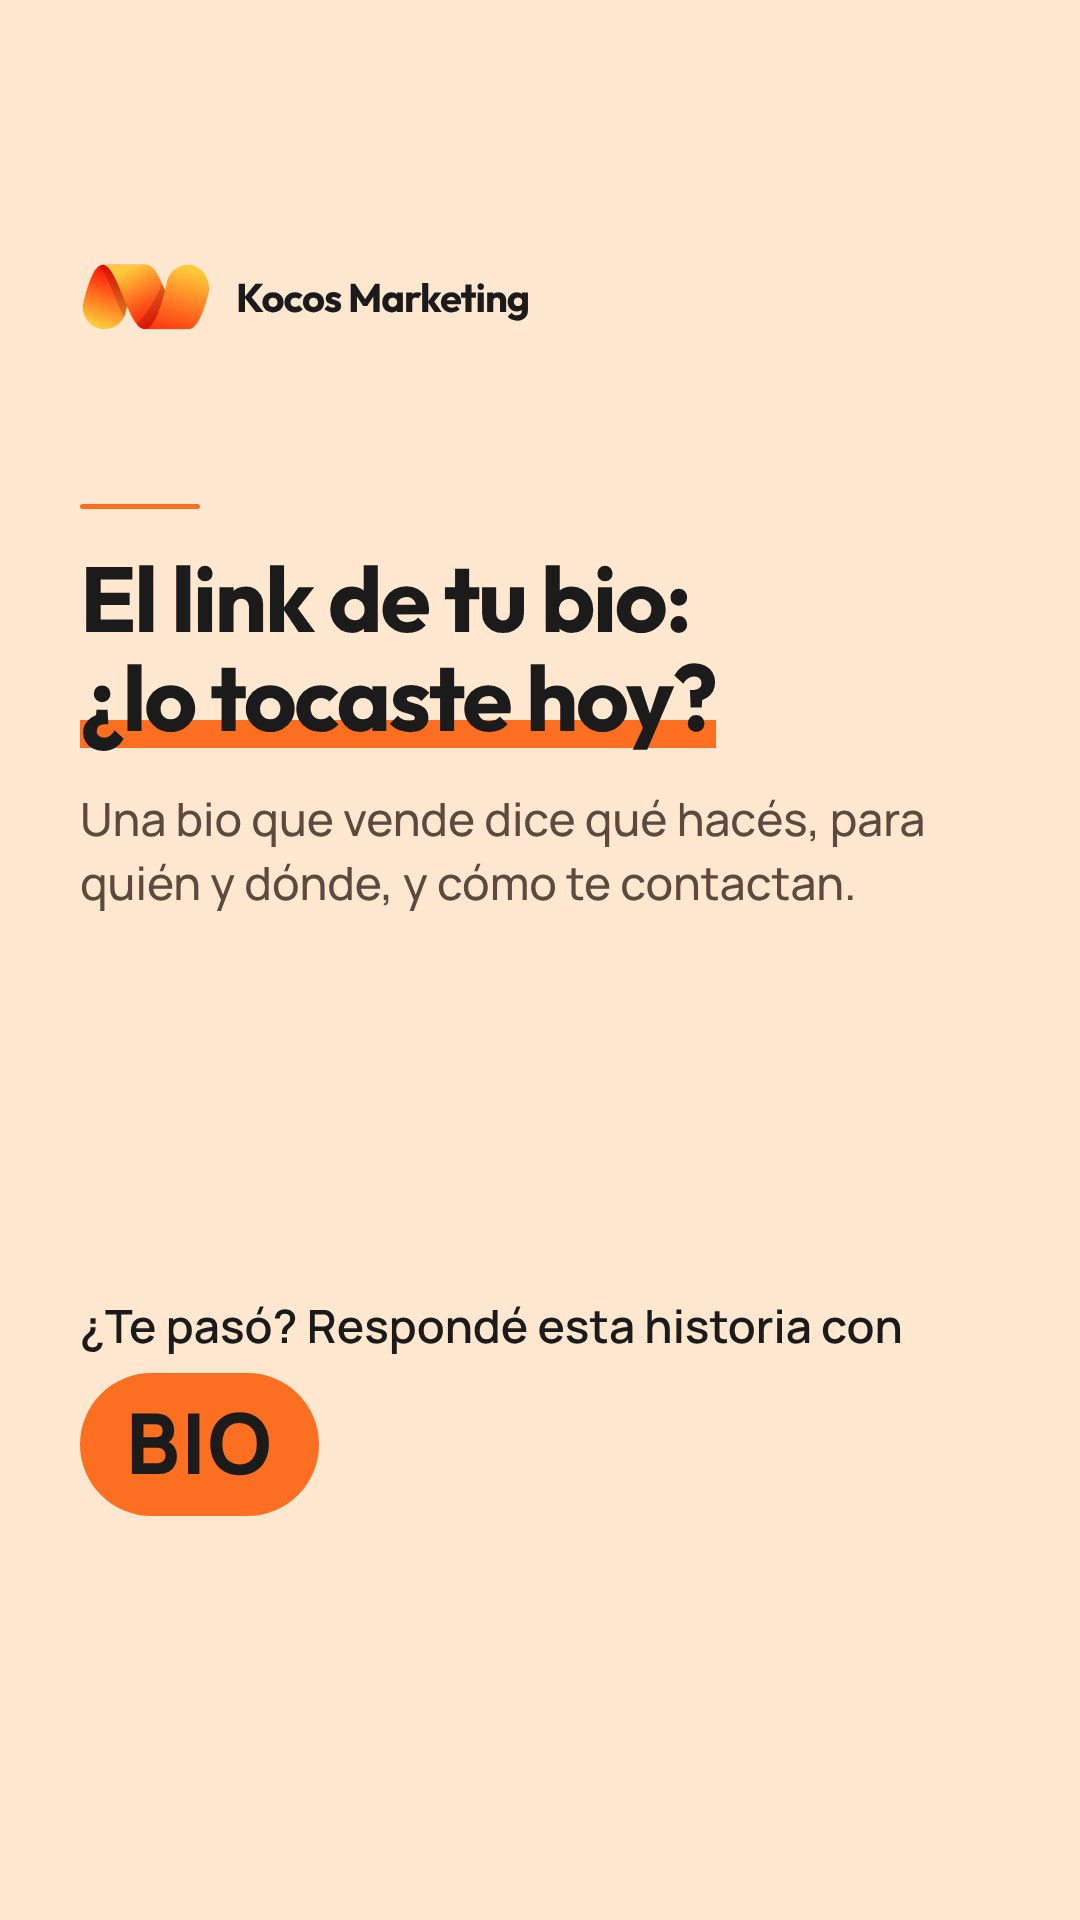 Kocos Marketing
El link de tu bio:
¿lo tocaste hoy?
Una bio que vende dice qué hacés, para
quién y dónde, y cómo te contactan.
¿Te pasó? Respondé esta historia con
BIO